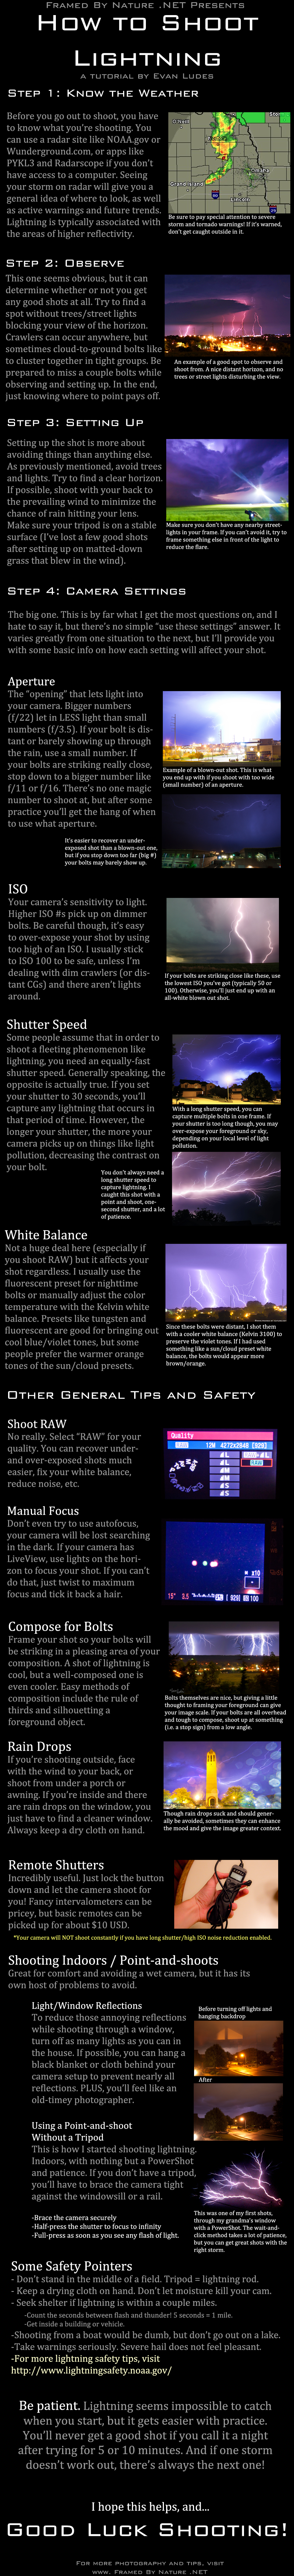 Framed By Nature .NET Presents
How to Shoot
Lightning
a tutorial by Evan Ludes
Step 1: Know the Weather
Before you go out to shoot, you have
to know what you're shooting. You
can use a radar site like NOAA.gov or
Wunderground.com, or apps like
PYKL3 and Radarscope if you don't
have access to a computer. Seeing
your storm on radar will give you a
general idea of where to look, as well
as active warnings and future trends.
Lightning is typically associated with
the areas of higher reflectivity.
Grand Island
Lincoln
Be sure to pay special attention to severe
storm and tornado warnings! If it's warned,
don't get caught outside in it.
Step 2: Observe
This one seems obvious, but it can
determine whether or not you get
any good shots at all. Try to find a
spot without trees/street lights
blocking your view of the horizon.
Crawlers can occur anywhere, but
sometimes cloud-to-ground bolts like
to cluster together in tight groups. Be
prepared to miss a couple bolts while
observing and setting up. In the end,
just knowing where to point pays off.
An example of a good spot to observe and
shoot from. A nice distant horizon, and no
trees or street lights disturbing the view.
Step 3: Setting Up
Setting up the shot is more about
avoiding things than anything else.
As previously mentioned, avoid trees
and lights. Try to find a clear horizon.
If possible, shoot with your back to
the prevailing wind to minimize the
chance of rain hitting your lens.
Make sure your tripod is on a stable
surface (I've lost a few good shots
after setting up on matted-down
grass that blew in the wind).
Make sure you don't have any nearby street-
lights in your frame. If you can't avoid it, try to
frame something else in front of the light to
reduce the flare.
Step 4: Camera Settings
The big one. This is by far what I get the most questions on, and I
hate to say it, but there's no simple "use these settings" answer. It
varies greatly from one situation to the next, but I'll provide you
with some basic info on how each setting will affect your shot.
Aperture
The "opening" that lets light into
your camera. Bigger numbers
(f/22) let in LESS light than small
numbers (f/3.5). If your bolt is dis-
tant or barely showing up through
the rain, use a small number. If
your bolts are striking really close,
stop down to a bigger number like
f/11 or f/16. There's no one magic
number to shoot at, but after some
practice you'll get the hang of when
to use what aperture.
Example of a blown-out shot. This is what
you end up with if you shoot with too wide
(small number) of an aperture.
It's easier to recover an under-
exposed shot than a blown-out one,
but if you stop down too far (big #)
your bolts may barely show up.
ISO
Your camera's sensitivity to light.
Higher ISO #s pick up on dimmer
bolts. Be careful though, it's easy
to over-expose your shot by using
too high of an ISO. I usually stick
to ISO 100 to be safe, unless I'm
dealing with dim crawlers (or dis-
tant CGs) and there aren't lights
around.
If your bolts are striking close like these, use
the lowest ISO you've got (typically 50 or
100). Otherwise, you'll just end up with an
all-white blown out shot.
Shutter Speed
Some people assume that in order to
shoot a fleeting phenomenon like
lightning, you need an equally-fast
shutter speed. Generally speaking, the
opposite is actually true. If you set
your shutter to 30 seconds, you'll
capture any lightning that occurs in
that period of time. However, the
longer your shutter, the more your
camera picks up on things like light
pollution, decreasing the contrast on
your bolt.
With a long shutter speed, you can
capture multiple bolts in one frame. If
your shutter is too long though, you may
over-expose your foreground or sky,
depending on your local level of light
pollution.
You don't always need a
long shutter speed to
capture lightning. I
caught this shot with a
point and shoot, one-
second shutter, and a lot
of patience.
White Balance
Not a huge deal here (especially if
you shoot RAW) but it affects your
shot regardless. I usually use the
fluorescent preset for nighttime
bolts or manually adjust the color
temperature with the Kelvin white
balance. Presets like tungsten and
fluorescent are good for bringing out
cool blue/violet tones, but some
people prefer the warmer orange
tones of the sun/cloud presets.
Since these bolts were distant, I shot them
with a cooler white balance (Kelvin 3100) to
preserve the violet tones. If I had used
something like a sun/cloud preset white
balance, the bolts would appear more
brown/orange.
Other General Tips and Safety
Shoot RAW
No really. Select "RAW" for your
quality. You can recover under-
and over-exposed shots much
easier, fix your white balance,
reduce noise, etc.
Quality
Manual Focus
Don't even try to use autofocus,
your camera will be lost searching
in the dark. If your camera has
LiveView, use lights on the hori-
zon to focus your shot. If you can't
do that, just twist to maximum
focus and tick it back a hair.
Compose for Bolts
Frame your shot so your bolts will
be striking in a pleasing area of your
composition. A shot of lightning is
cool, but a well-composed one is
even cooler. Easy methods of
composition include the rule of
thirds and silhouetting a
foreground object.
Bolts themselves are nice, but giving a little
thought to framing your foreground can give
your image scale. If your bolts are all overhead
and tough to compose, shoot up at something
(i.e. a stop sign) from a low angle.
Rain Drops
If you're shooting outside, face
with the wind to your back, or
shoot from under a porch or
awning. If you're inside and there
are rain drops on the window, you
just have to find a cleaner window.
Always keep a dry cloth on hand.
Though rain drops suck and should gener-
ally be avoided, sometimes they can enhance
the mood and give the image greater context.
Remote Shutters
Incredibly useful. Just lock the button
down and let the camera shoot for
you! Fancy intervalometers can be
pricey, but basic remotes can be
picked up for about $10 USD.
*Your camera will NOT shoot constantly if you have long shutter/high ISO noise reduction enabled.
Shooting Indoors / Point-and-shoots
Great for comfort and avoiding a wet camera, but it has its
own host of problems to avoid.
Light/Window Reflections
To reduce those annoying reflections
while shooting through a window,
turn off as many lights as you can in
the house. If possible, you can hang a
black blanket or cloth behind your
camera setup to prevent nearly all
reflections. PLUS, you'll feel like an
old-timey photographer.
Before turning off lights and
hanging backdrop
After
Using a Point-and-shoot
Without a Tripod
This is how I started shooting lightning.
Indoors, with nothing but a PowerShot
and patience. If you don't have a tripod,
you'll have to brace the camera tight
against the windowsill or a rail.
-Brace the camera securely
-Half-press the shutter to focus to infinity
-Full-press as soon as you see any flash of light.
This was one of my first shots,
through my grandma's window
with a PowerShot. The wait-and-
click method takes a lot of patience,
but you can get great shots with the
right storm.
Some Safety Pointers
- Don't stand in the middle of a field. Tripod = lightning rod.
- Keep a drying cloth on hand. Don't let moisture kill your cam.
- Seek shelter if lightning is within a couple miles.
-Count the seconds between flash and thunder! 5 seconds = 1 mile.
-Get inside a building or vehicle.
-Shooting from a boat would be dumb, but don't go out on a lake.
-Take warnings seriously. Severe hail does not feel pleasant.
-For more lightning safety tips, visit
http://www.lightningsafety.noaa.gov/
Be patient. Lightning seems impossible to catch
when you start, but it gets easier with practice.
You'll never get a good shot if you call it a night
after trying for 5 or 10 minutes. And if one storm
doesn't work out, there's always the next one!
I hope this helps, and...
Good Luck Shooting!
For more photography and tips, visit
www. Framed By Nature .NET